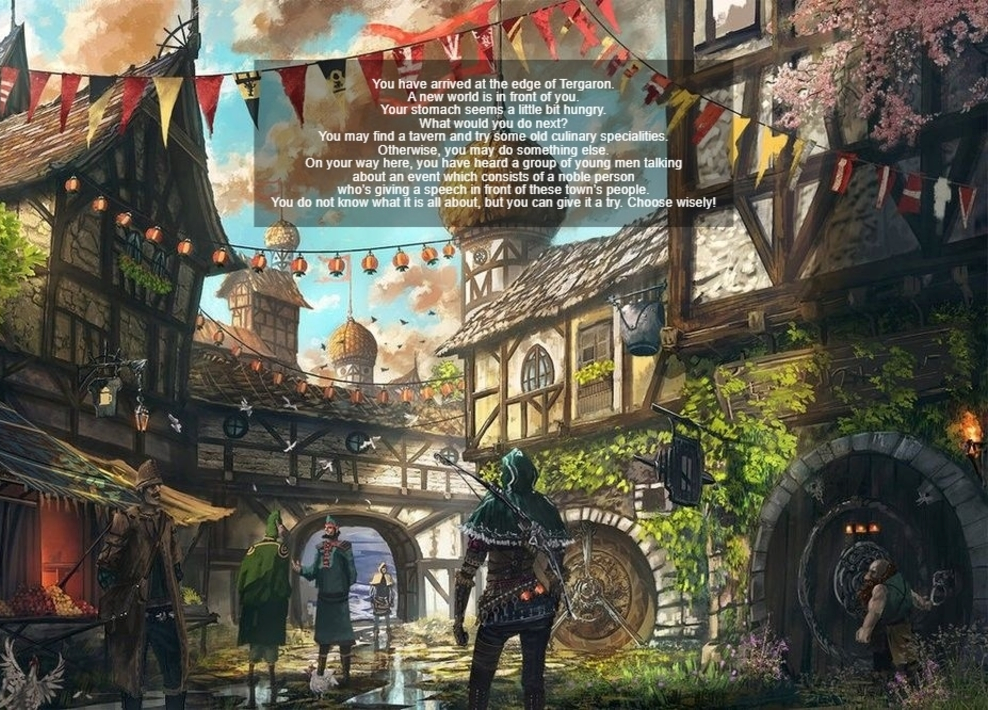 You have arrived at the edge of Tergaron.
A new world is in front of you.
Your stomach seems a little bit hungry.
What would you do next?
You may find a tavern and try some old culinary specialities.
Otherwise, you may do something else.
On your way here, you have heard a group of young men talking
about an event which consists of a noble person
who's giving a speech in front of these town's people.
You do not know what it is all about, but you can give it a try. Choose wisely!